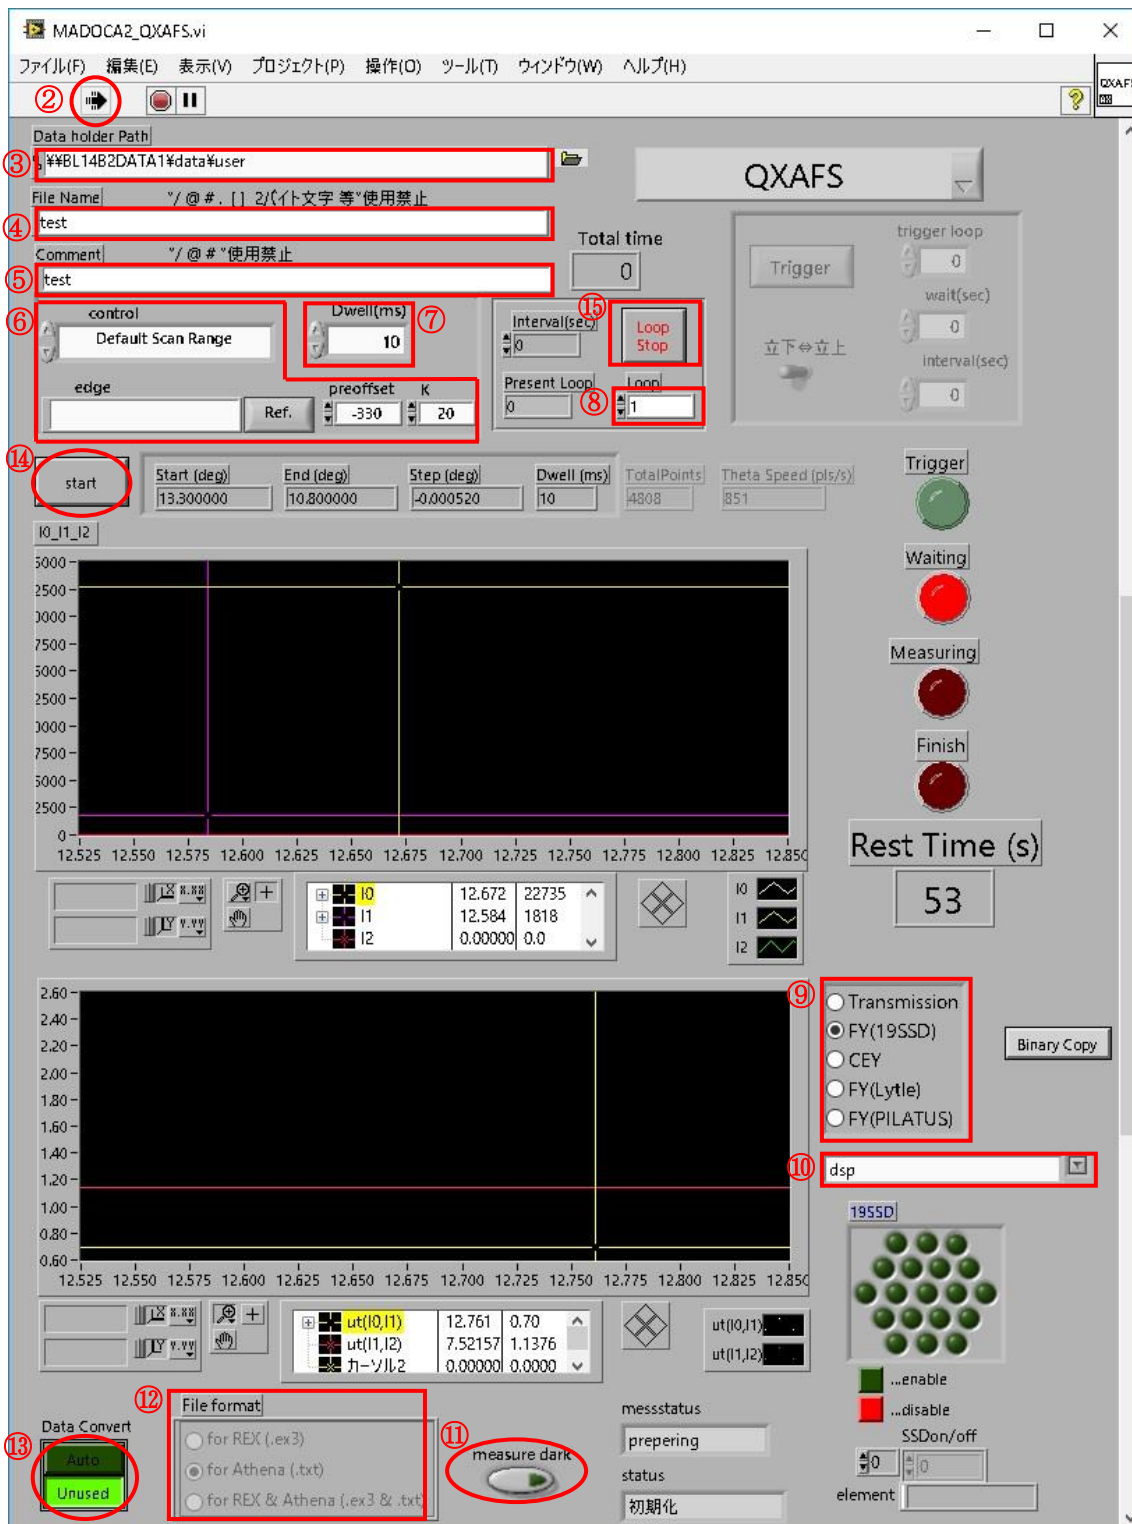 MADOCA2_QXAFS.vi
ファイル(F) 編集(E) 表示(V) プロジェクト(P) 操作(O) ツール(T) ウィンドウ(W) ヘルプ(H)
②
Data holder Path
③ ¥¥BL14B2DATA1¥data¥user
QXAFS
File Name "/ @ # . [ ] 2バイト文字 等"使用禁止
④ test
Comment "/ @ # "使用禁止
⑤ test
Total time
0
Trigger
trigger loop
0
wait(sec)
0
立下⇔立上
interval(sec)
0
⑥ control
Default Scan Range
Dwell(ms) ⑦
10
edge
Ref.
preoffset K
-330 20
Interval(sec) ⑮
0
Loop
Stop
Present Loop Loop
0 ⑧ 1
⑭ start
Start (deg) End (deg) Step (deg) Dwell (ms) TotalPoints Theta Speed (pls/s)
13.300000 10.800000 -0.000520 10 4808 851
Trigger
Waiting
Measuring
Finish
Rest Time (s)
53
I0_I1_I2
5000
2500
0000
7500
5000
2500
0000
7500
5000
2500
0
12.525 12.550 12.575 12.600 12.625 12.650 12.675 12.700 12.725 12.750 12.775 12.800 12.825 12.850
X X.XX
Y Y.YY
I0 12.672 22735
I1 12.584 1818
I2 0.00000 0.0
I0
I1
I2
2.60
2.40
2.20
2.00
1.80
1.60
1.40
1.20
1.00
0.80
0.60
12.525 12.550 12.575 12.600 12.625 12.650 12.675 12.700 12.725 12.750 12.775 12.800 12.825 12.850
⑨ Transmission
FY(19SSD)
CEY
FY(Lytle)
FY(PILATUS)
Binary Copy
⑩ dsp
19SSD
...enable
...disable
SSDon/off
0 0
element
X X.XX
Y Y.YY
ut(I0,I1) 12.761 0.70
ut(I1,I2) 7.52157 1.1376
カーソル2 0.00000 0.0000
ut(I0,I1)
ut(I1,I2)
⑬ Data Convert
Auto
Unused
⑫ File format
for REX (.ex3)
for Athena (.txt)
for REX & Athena (.ex3 & .txt)
⑪ measure dark
messstatus
prepering
status
初期化